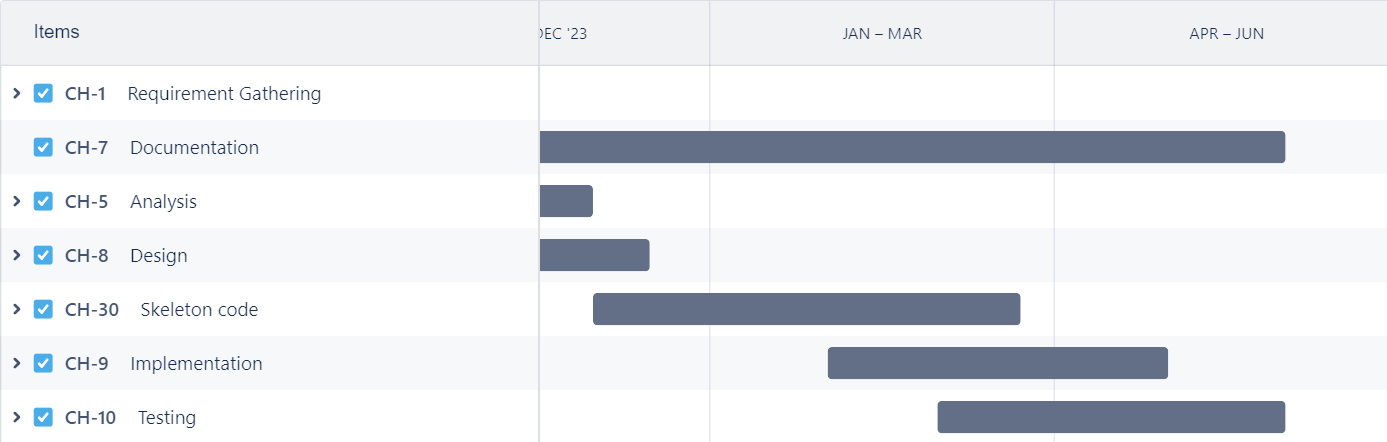 Items
DEC '23
JAN – MAR
APR – JUN
CH-1 Requirement Gathering
CH-7 Documentation
CH-5 Analysis
CH-8 Design
CH-30 Skeleton code
CH-9 Implementation
CH-10 Testing